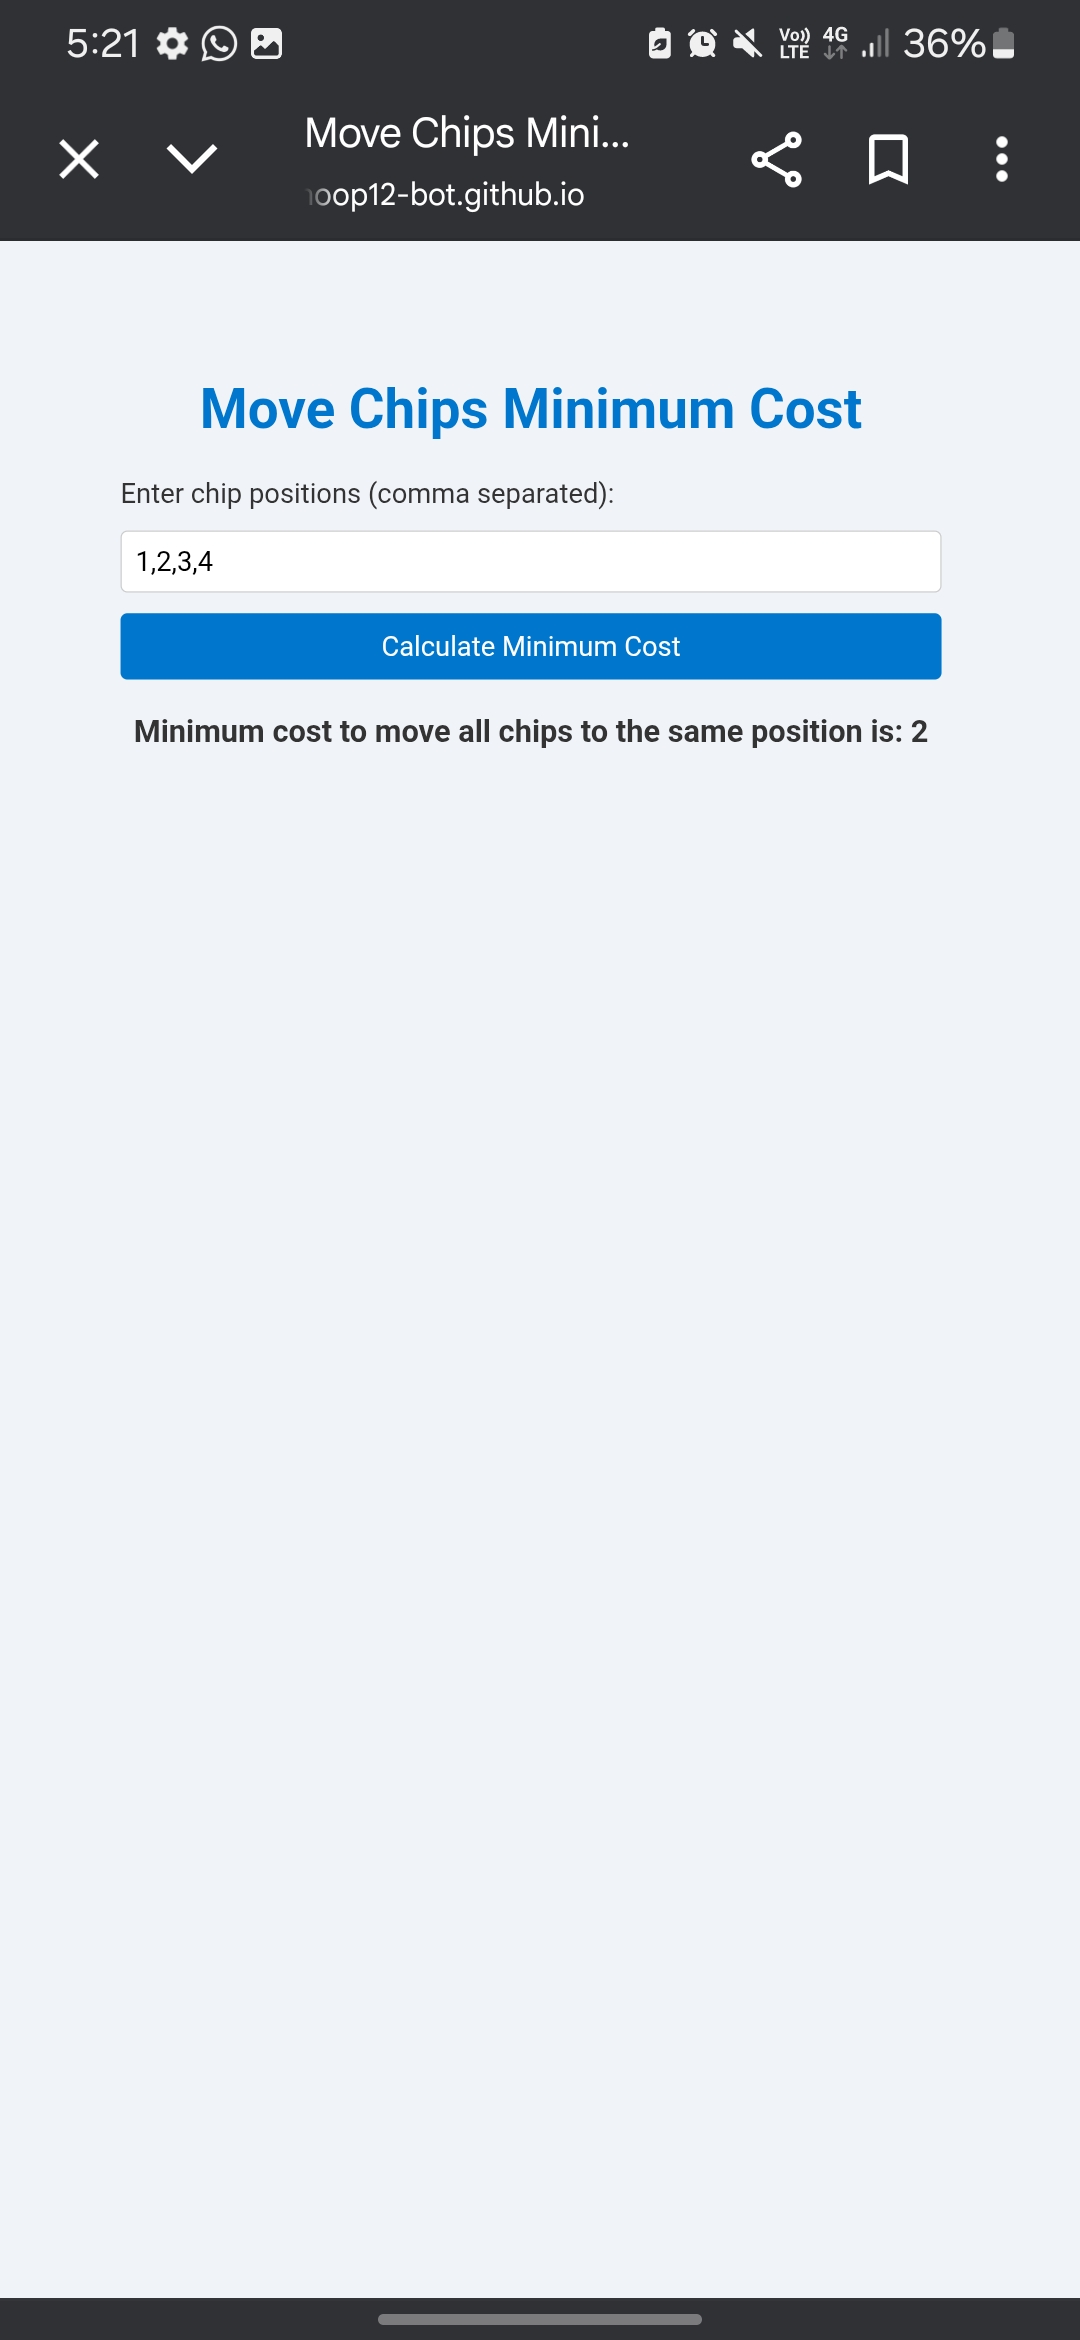 5:21
Vo)) LTE 4G 36%
Move Chips Mini...
oop12-bot.github.io
Move Chips Minimum Cost
Enter chip positions (comma separated):
1,2,3,4
Calculate Minimum Cost
Minimum cost to move all chips to the same position is: 2